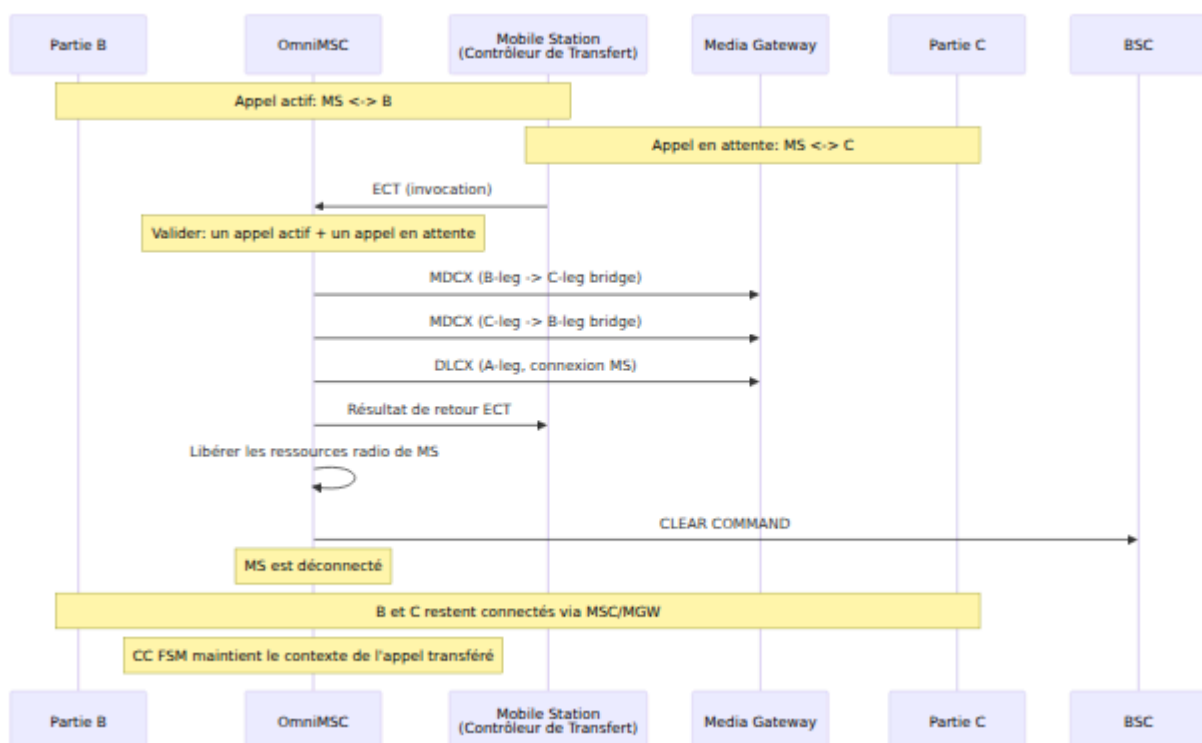 Partie B
OmniMSC
Mobile Station
(Contrôleur de Transfert)
Media Gateway
Partie C
BSC
Appel actif: MS <-> B
Appel en attente: MS <-> C
ECT (invocation)
Valider: un appel actif + un appel en attente
MDCX (B-leg -> C-leg bridge)
MDCX (C-leg -> B-leg bridge)
DLCX (A-leg, connexion MS)
Résultat de retour ECT
Libérer les ressources radio de MS
CLEAR COMMAND
MS est déconnecté
B et C restent connectés via MSC/MGW
CC FSM maintient le contexte de l'appel transféré
Partie B
OmniMSC
Mobile Station
(Contrôleur de Transfert)
Media Gateway
Partie C
BSC